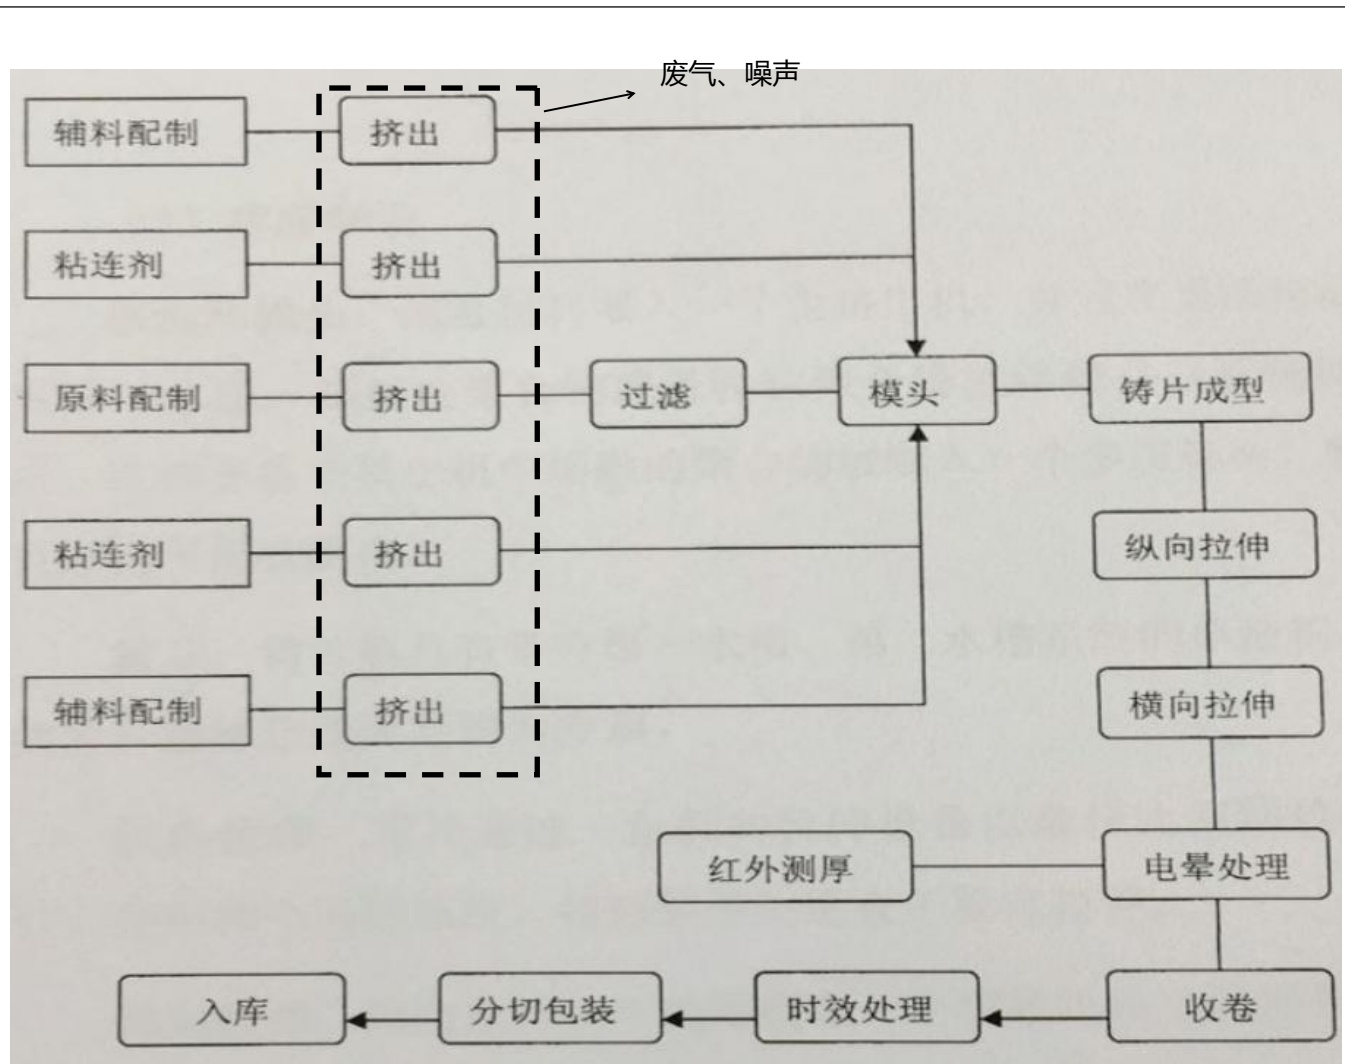 废气、噪声
辅料配制
挤出
粘连剂
挤出
原料配制
挤出
过滤
模头
铸片成型
粘连剂
挤出
纵向拉伸
辅料配制
挤出
横向拉伸
红外测厚
电晕处理
入库
分切包装
时效处理
收卷